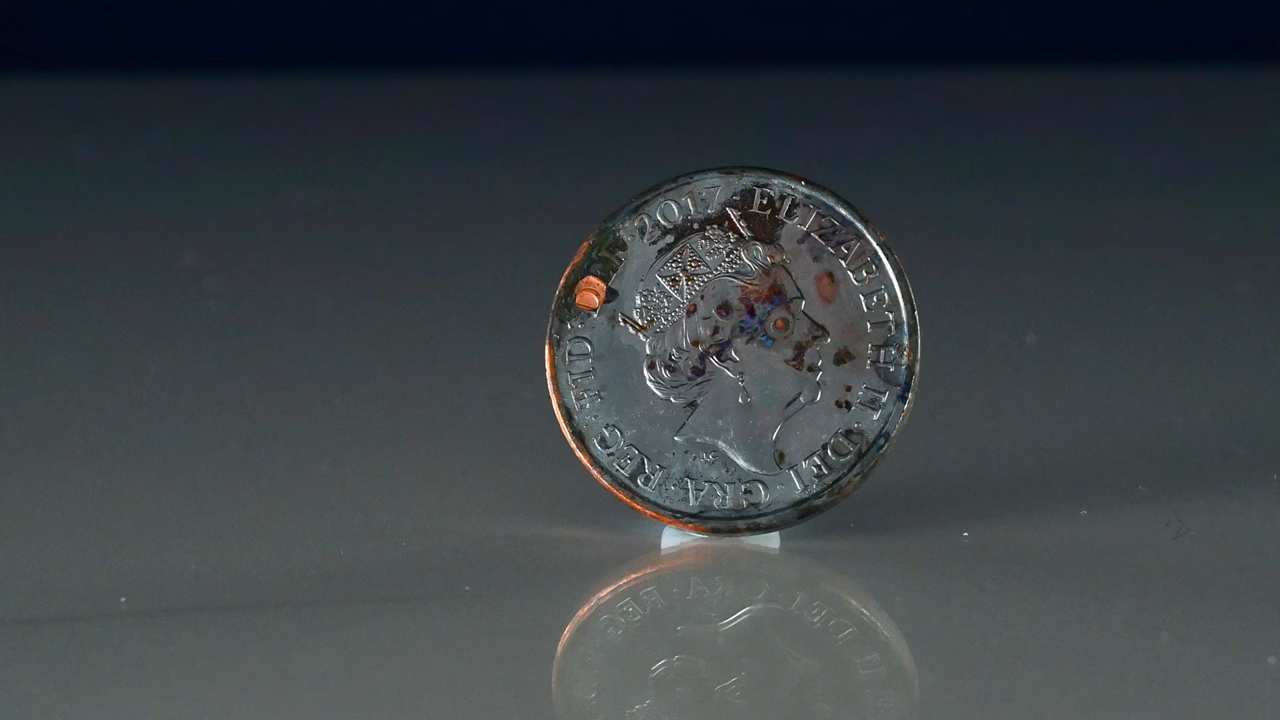 ELIZABETH II · DEI · GRA · REG · FID · DEF · 2017